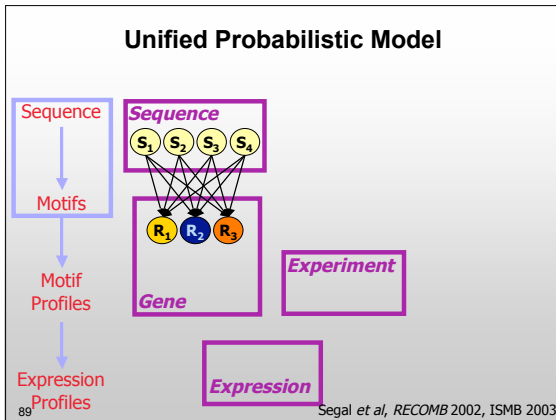 Unified Probabilistic Model
Sequence
Motifs
Motif
Profiles
Expression
Profiles
Sequence
S1 S2 S3 S4
R1 R2 R3
Gene
Experiment
Expression
89
Segal et al, RECOMB 2002, ISMB 2003